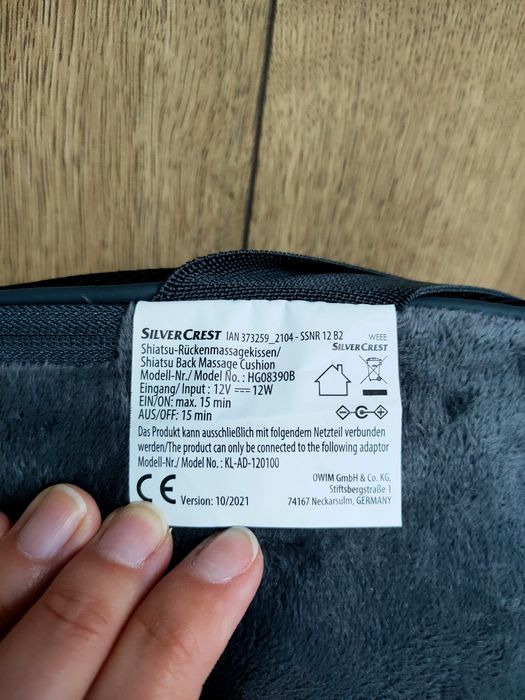 SILVERCREST IAN 373259_2104 - SSNR 12 B2
WEEE:
SILVERCREST
Shiatsu-Rückenmassagekissen/
Shiatsu Back Massage Cushion
Modell-Nr./ Model No. : HG08390B
Eingang/ Input : 12V ⎓ 12W
EIN/ON: max. 15 min
AUS/OFF: 15 min
Das Produkt kann ausschließlich mit folgendem Netzteil verbunden
werden/The product can only be connected to the following adaptor
Modell-Nr./ Modell No. : KL-AD-120100
CE Version: 10/2021
OWIM GmbH & Co. KG,
Stiftsbergstraße 1
74167 Neckarsulm, GERMANY